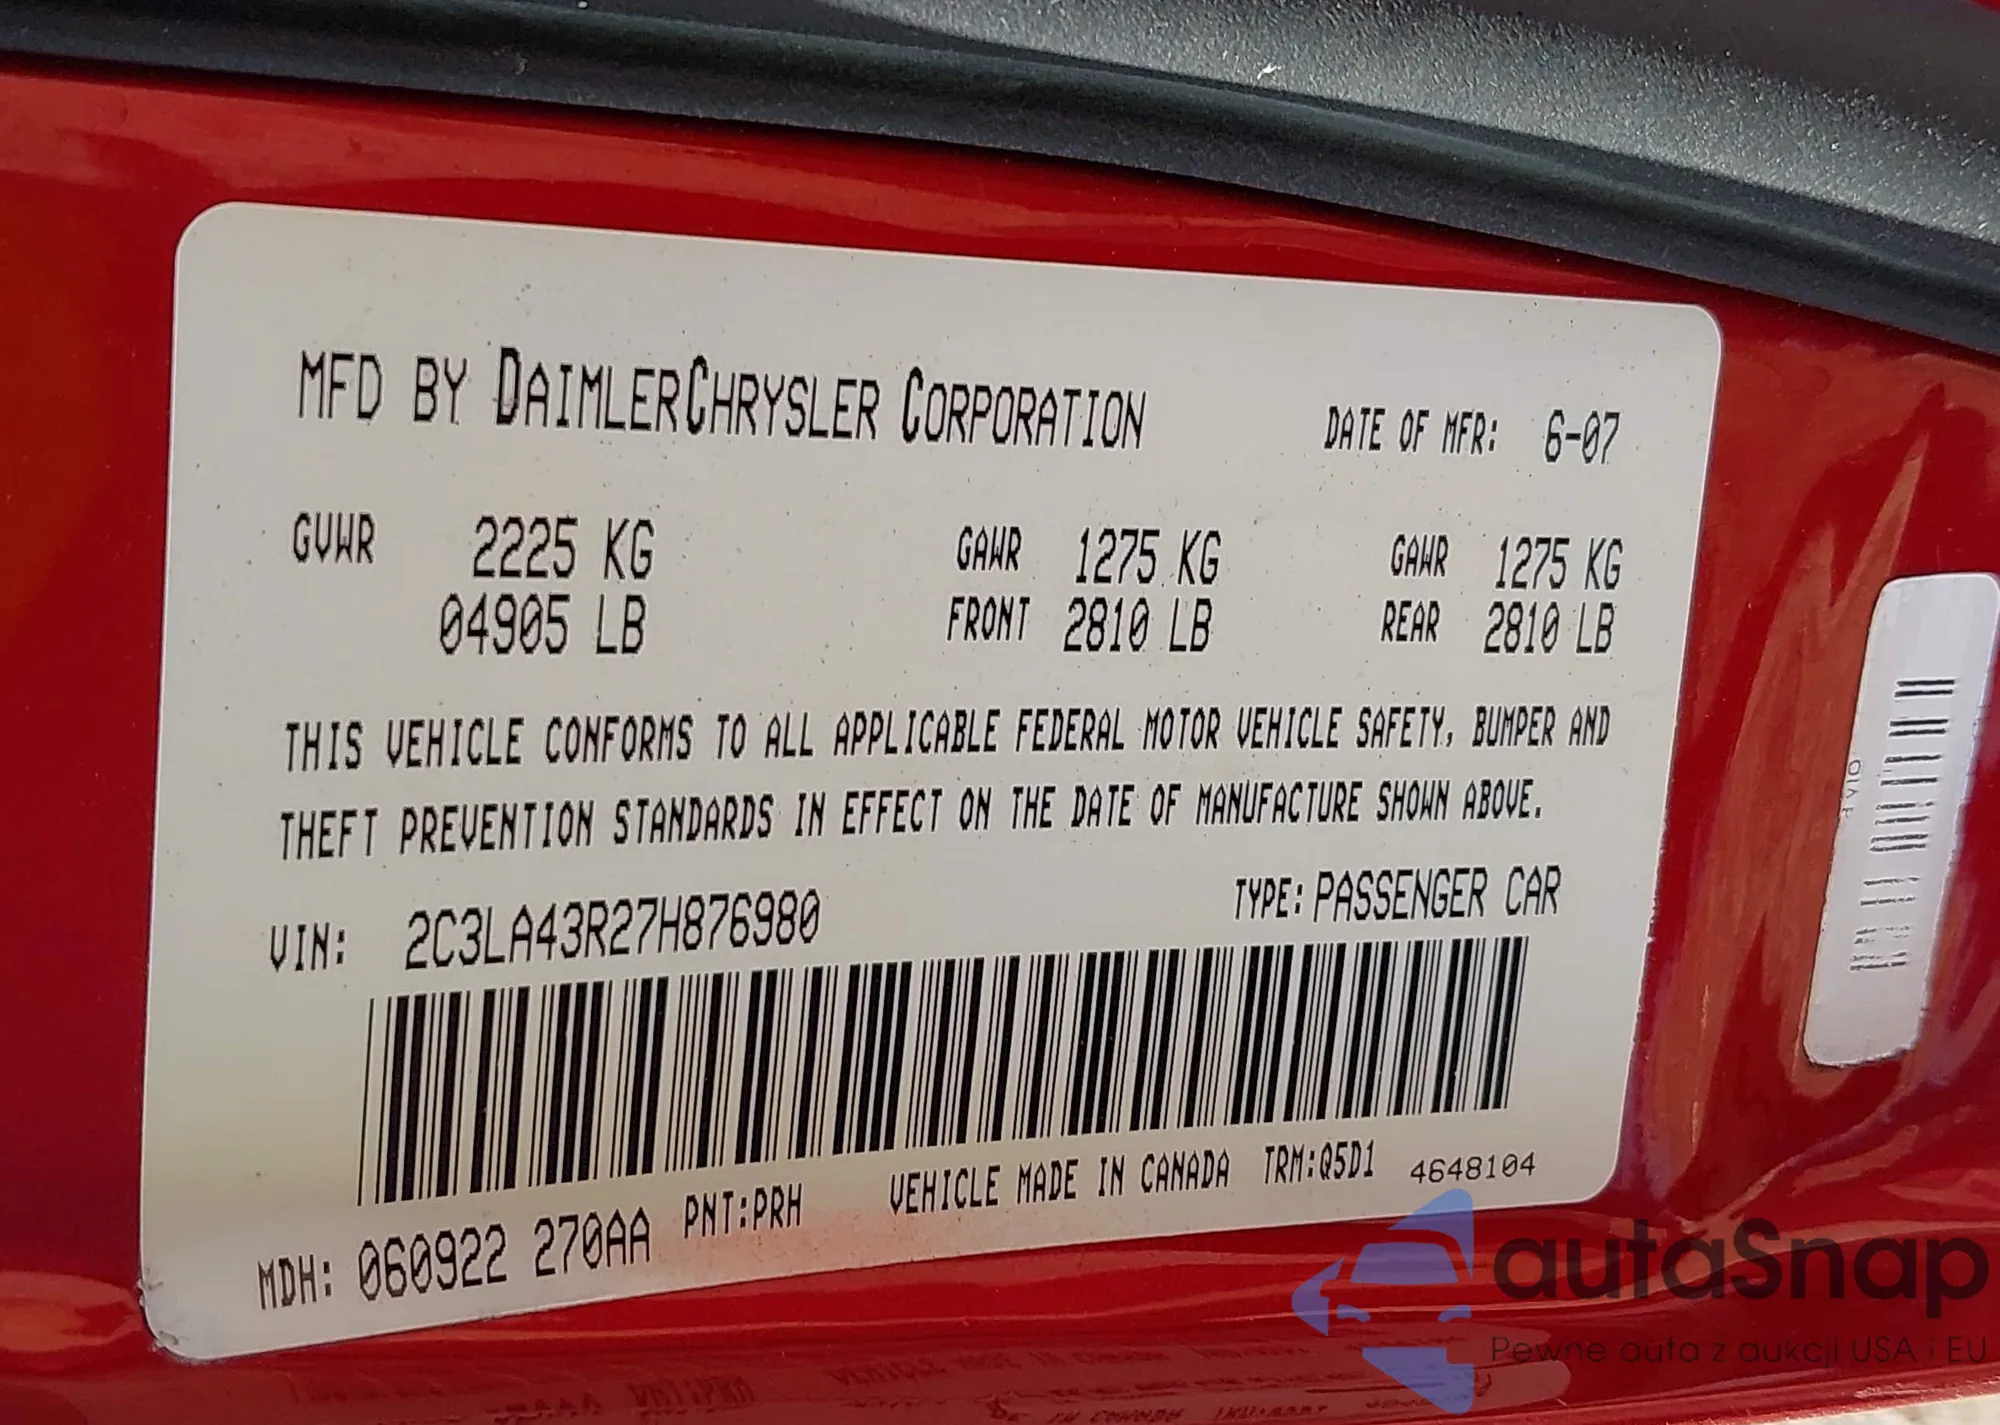 MFD BY DAIMLERCHRYSLER CORPORATION DATE OF MFR: 6-07
GVWR 2225 KG GAWR 1275 KG GAWR 1275 KG
04905 LB FRONT 2810 LB REAR 2810 LB
THIS VEHICLE CONFORMS TO ALL APPLICABLE FEDERAL MOTOR VEHICLE SAFETY, BUMPER AND
THEFT PREVENTION STANDARDS IN EFFECT ON THE DATE OF MANUFACTURE SHOWN ABOVE.
VIN: 2C3LA43R27H876980 TYPE: PASSENGER CAR
MDH: 060922 270AA PNT:PRH VEHICLE MADE IN CANADA TRM:Q5D1 4648104
autaSnap
Pewne auta z aukcji USA i EU